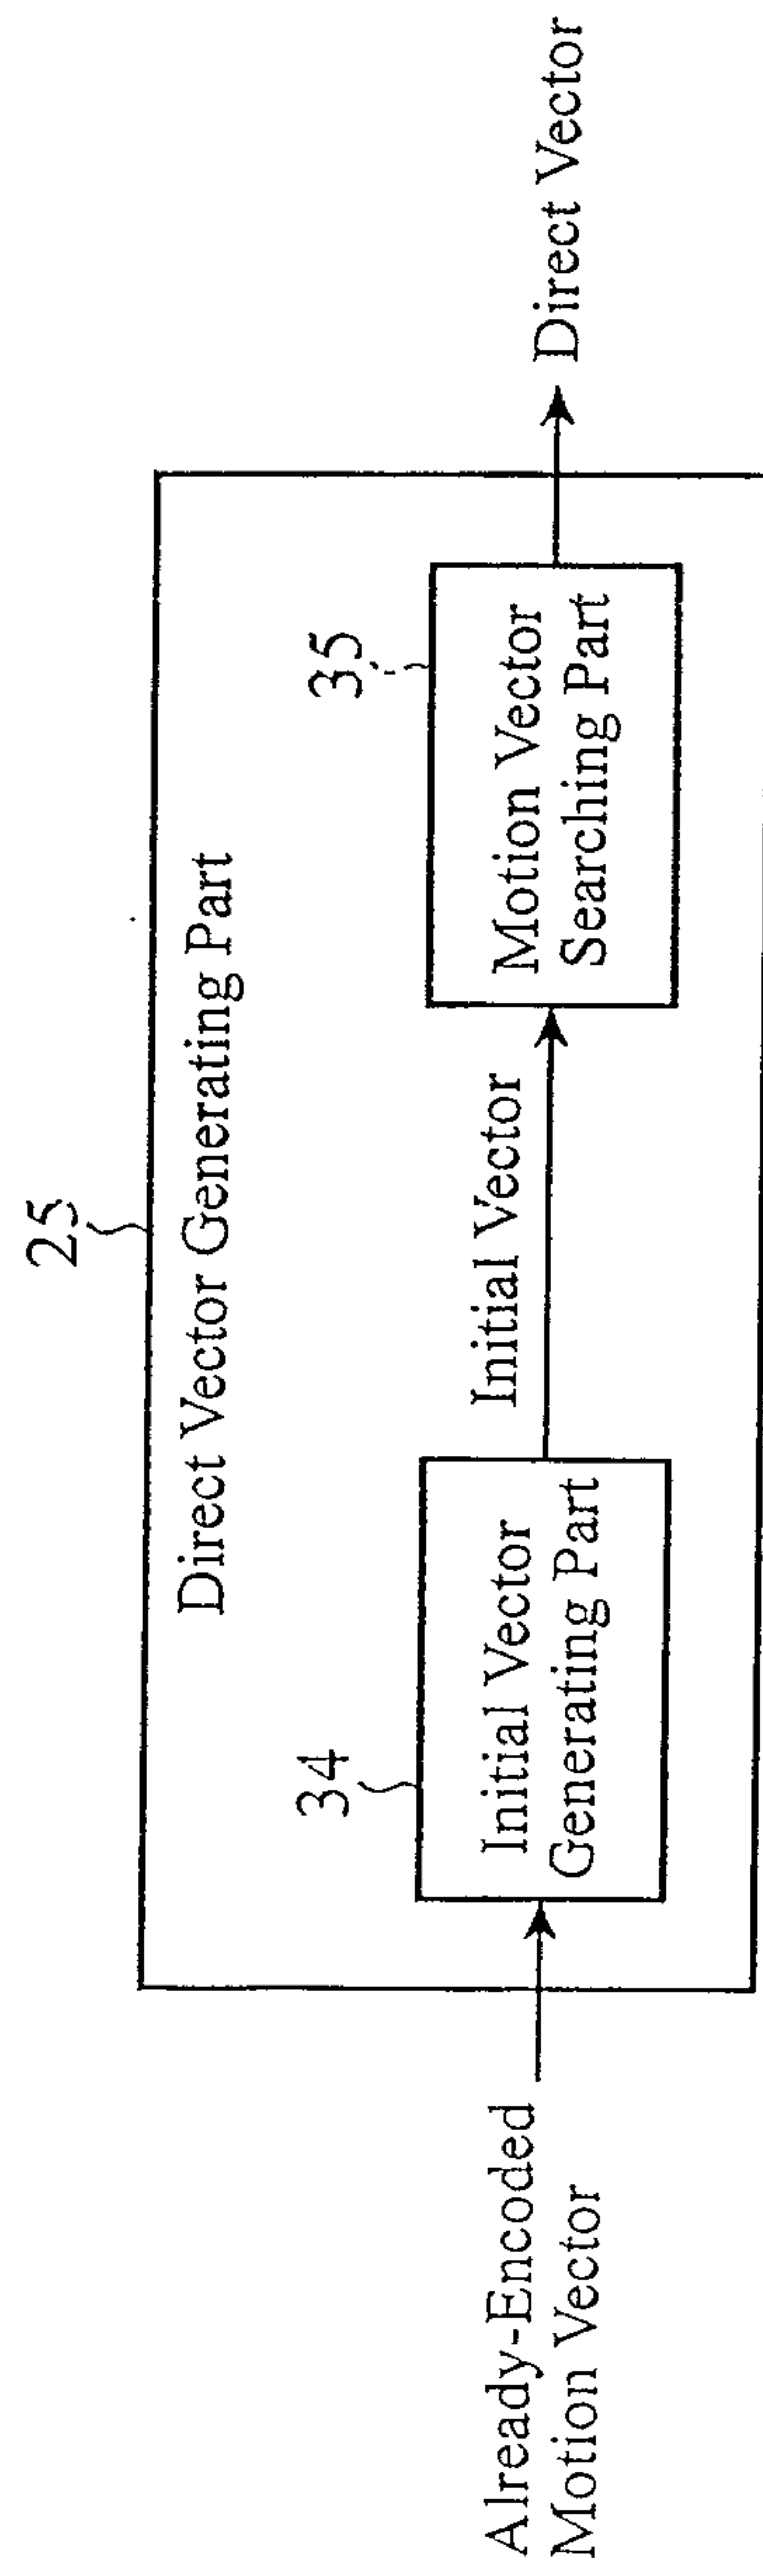 25
Direct Vector Generating Part
34
35
Already-Encoded
Motion Vector
Initial Vector
Generating Part
Initial Vector
Motion Vector
Searching Part
Direct Vector